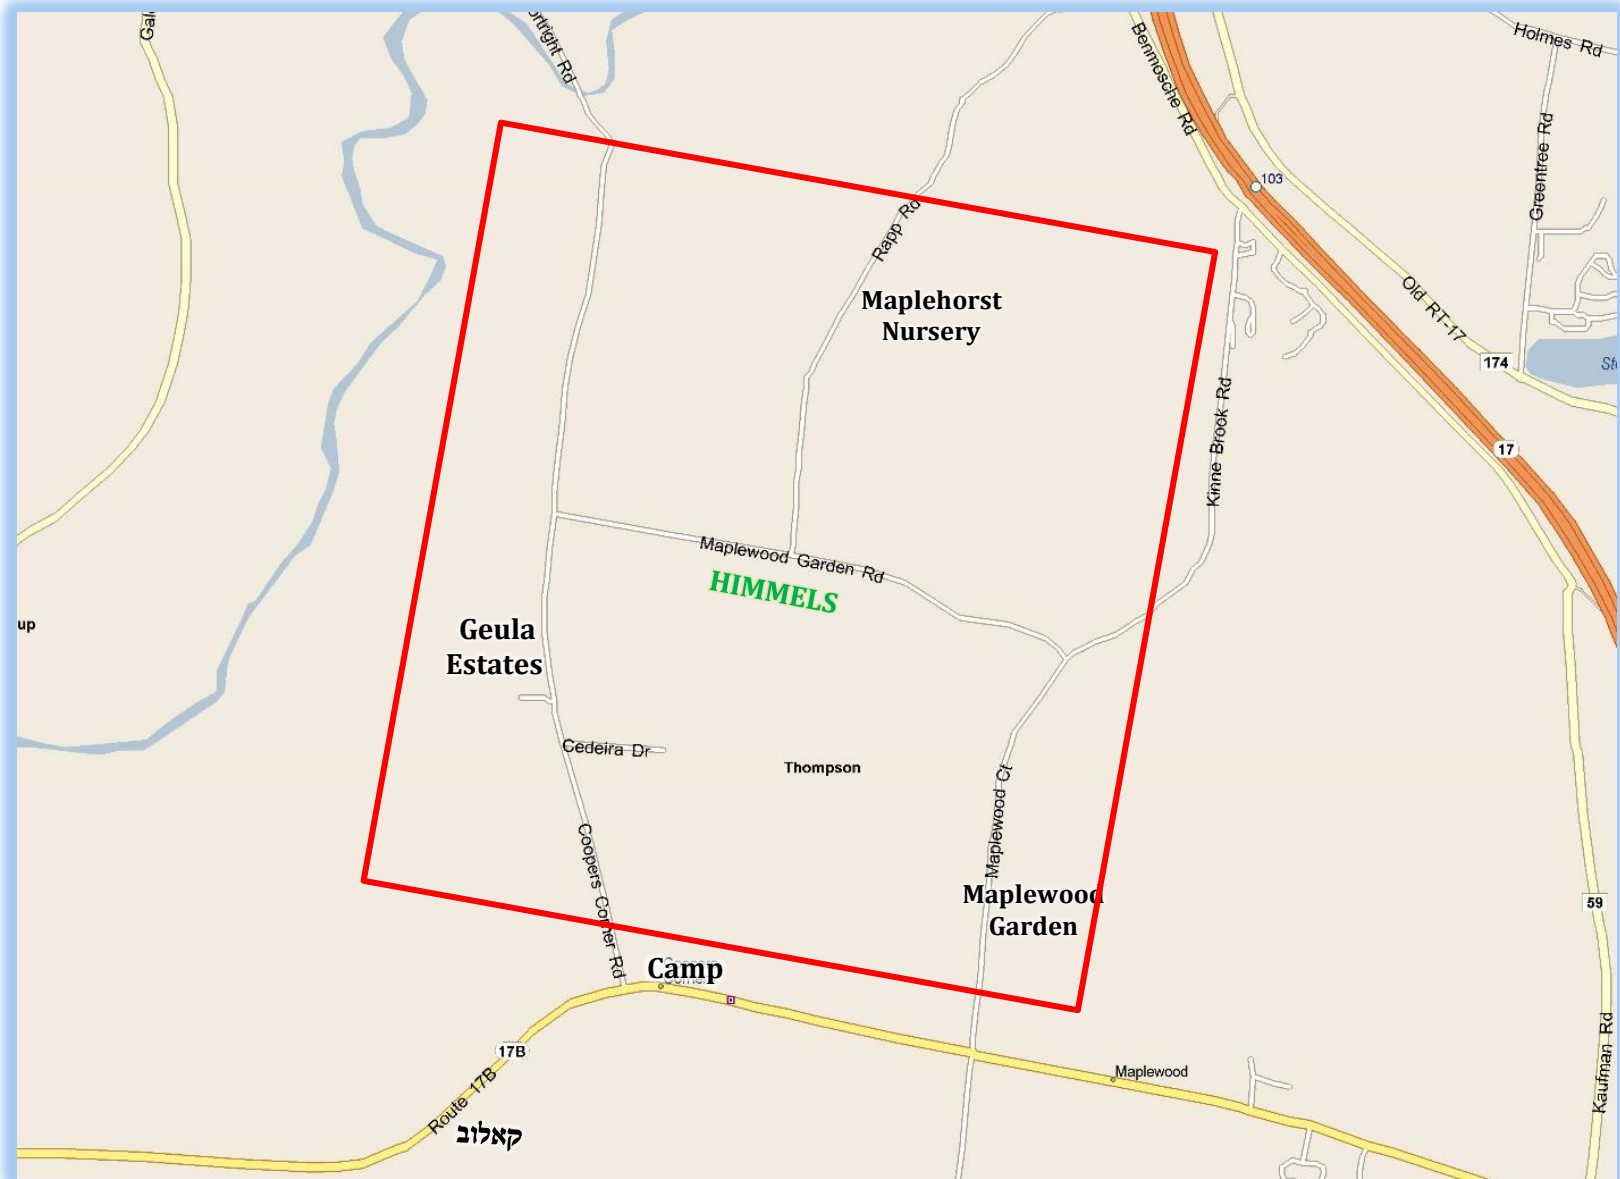 Holmes Rd
Benmosche Rd
Greentree Rd
103
Rapp Rd
Maplehorst
Nursery
Old RT-17
174
17
Kinne Brook Rd
Maplewood Garden Rd
HIMMELS
Geula
Estates
up
Cedeira Dr
Thompson
Maplewood Ct
Coopers Corner Rd
Maplewood
Garden
59
Camp
Kaufman Rd
17B
Route 17B
Maplewood
קאלוב